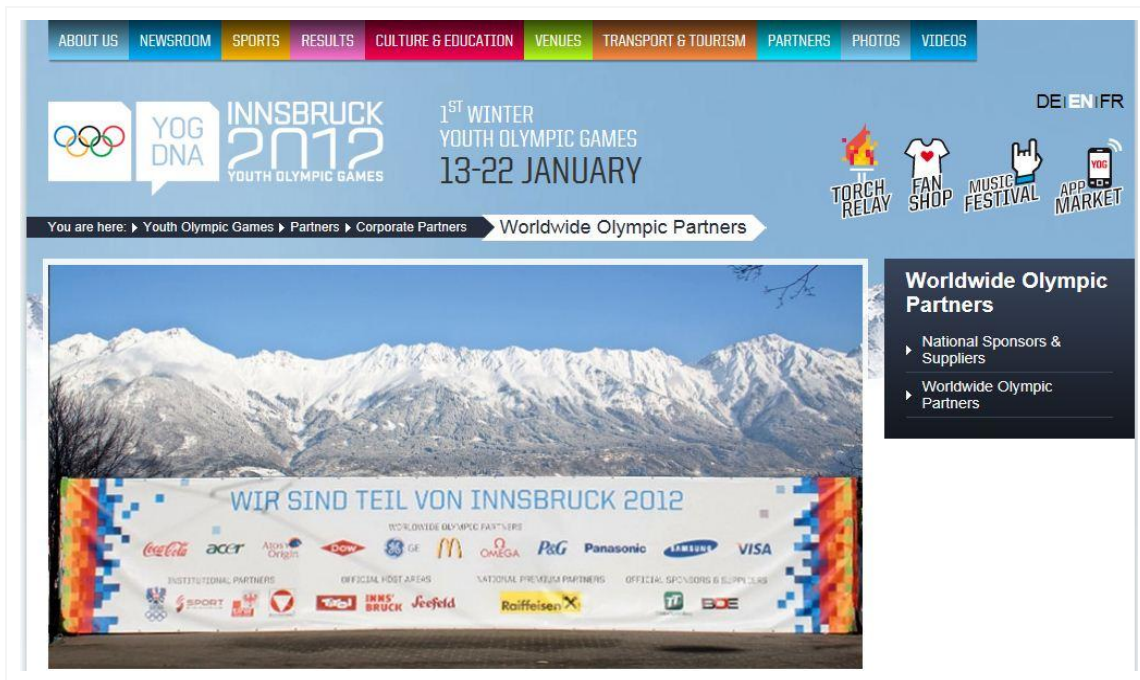 ABOUT US NEWSROOM SPORTS RESULTS CULTURE & EDUCATION VENUES TRANSPORT & TOURISM PARTNERS PHOTOS VIDEOS
DE|EN|FR
YOG
DNA
INNSBRUCK
2012
YOUTH OLYMPIC GAMES
1ST WINTER
YOUTH OLYMPIC GAMES
13-22 JANUARY
TORCH
RELAY
FAN
SHOP
MUSIC
FESTIVAL
YOG
APP
MARKET
You are here: Youth Olympic Games Partners Corporate Partners Worldwide Olympic Partners
Worldwide Olympic
Partners
National Sponsors &
Suppliers
Worldwide Olympic
Partners
WIR SIND TEIL VON INNSBRUCK 2012
WORLDWIDE OLYMPIC PARTNERS
Coca-Cola acer Atos Origin DOW GE OMEGA P&G Panasonic SAMSUNG VISA
INSTITUTIONAL PARTNERS OFFICIAL HOST AREAS NATIONAL PREMIUM PARTNERS OFFICIAL SPONSORS & SUPPLIERS
SPORT Tirol INNS' BRUCK Seefeld Raiffeisen BDE